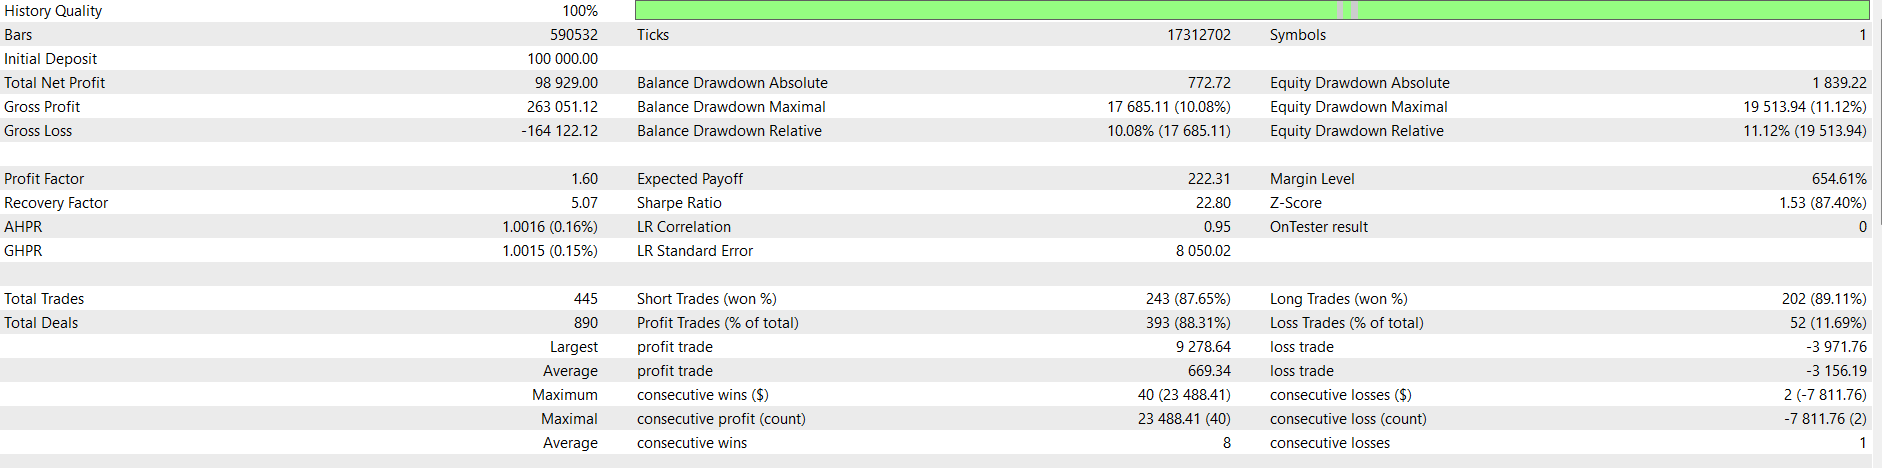 History Quality 100%
Bars 590532 Ticks 17312702 Symbols 1
Initial Deposit 100 000.00
Total Net Profit 98 929.00 Balance Drawdown Absolute 772.72 Equity Drawdown Absolute 1 839.22
Gross Profit 263 051.12 Balance Drawdown Maximal 17 685.11 (10.08%) Equity Drawdown Maximal 19 513.94 (11.12%)
Gross Loss -164 122.12 Balance Drawdown Relative 10.08% (17 685.11) Equity Drawdown Relative 11.12% (19 513.94)
Profit Factor 1.60 Expected Payoff 222.31 Margin Level 654.61%
Recovery Factor 5.07 Sharpe Ratio 22.80 Z-Score 1.53 (87.40%)
AHPR 1.0016 (0.16%) LR Correlation 0.95 OnTester result 0
GHPR 1.0015 (0.15%) LR Standard Error 8 050.02
Total Trades 445 Short Trades (won %) 243 (87.65%) Long Trades (won %) 202 (89.11%)
Total Deals 890 Profit Trades (% of total) 393 (88.31%) Loss Trades (% of total) 52 (11.69%)
Largest profit trade 9 278.64 loss trade -3 971.76
Average profit trade 669.34 loss trade -3 156.19
Maximum consecutive wins ($) 40 (23 488.41) consecutive losses ($) 2 (-7 811.76)
Maximal consecutive profit (count) 23 488.41 (40) consecutive loss (count) -7 811.76 (2)
Average consecutive wins 8 consecutive losses 1